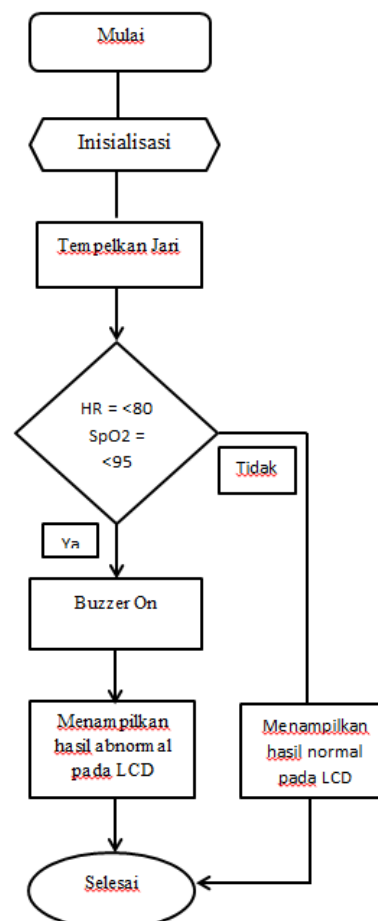 Mulai
Inisialisasi
Tempelkan Jari
HR = <80
SpO2 =
<95
Tidak
Ya
Buzzer On
Menampilkan
hasil abnormal
pada LCD
Menampilkan
hasil normal
pada LCD
Selesai